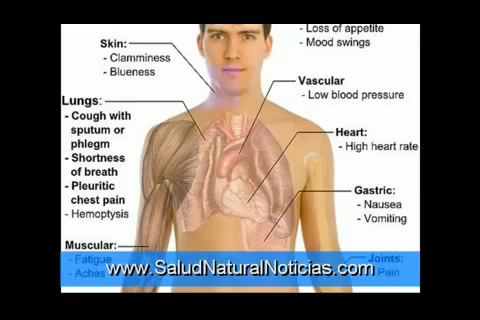 - Loss of appetite
- Mood swings
Skin:
- Clamminess
- Blueness
Vascular
- Low blood pressure
Lungs:
- Cough with
sputum or
phlegm
- Shortness
of breath
- Pleuritic
chest pain
- Hemoptysis
Heart:
- High heart rate
Gastric:
- Nausea
- Vomiting
Muscular:
- Fatigue
- Aches
Joints:
- Pain
www.SaludNaturalNoticias.com